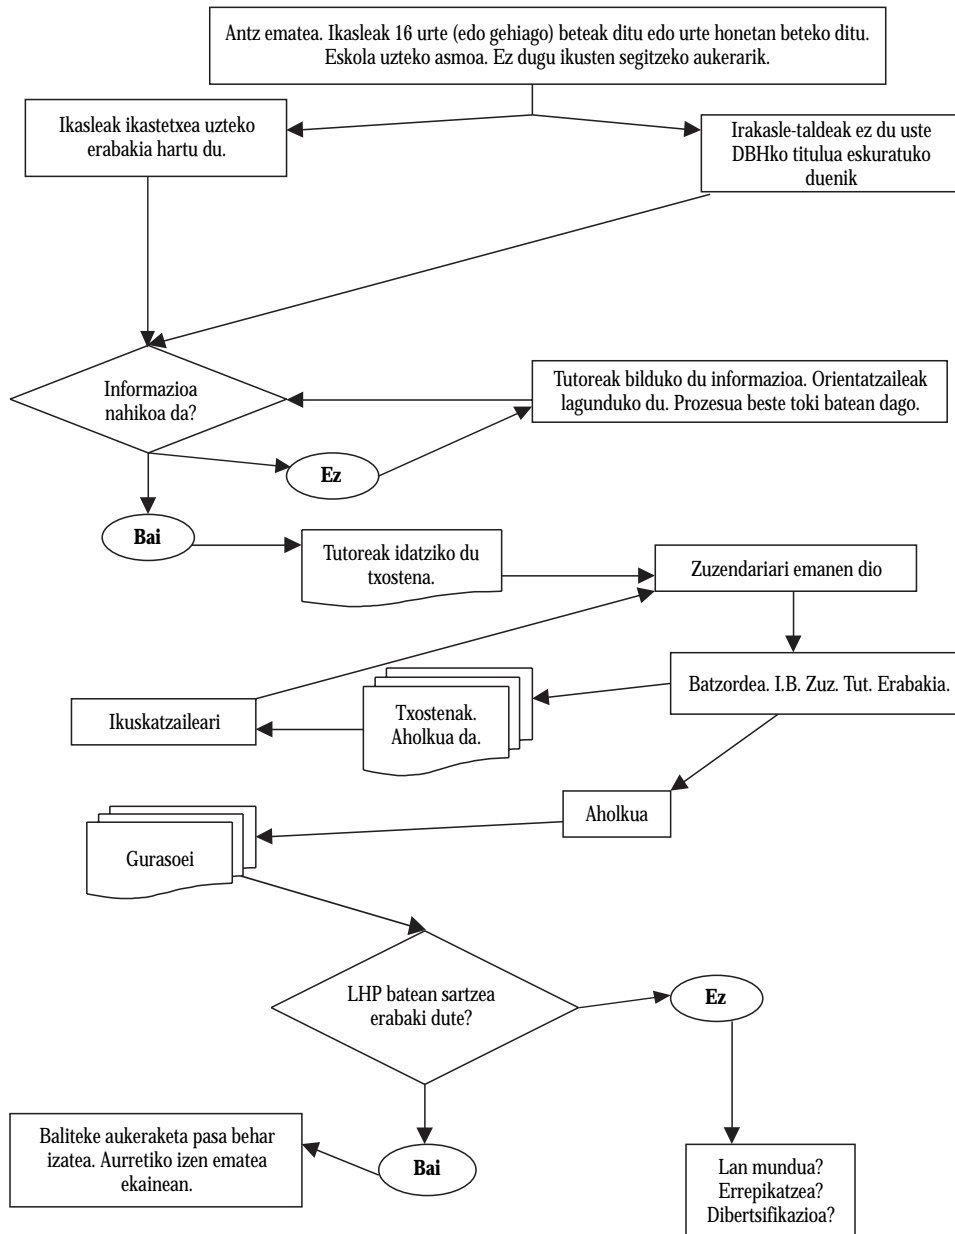 Antz ematea. Ikasleak 16 urte (edo gehiago) beteak ditu edo urte honetan beteko ditu.
Eskola uzteko asmoa. Ez dugu ikusten segitzeko aukerarik.
Ikasleak ikastetxea uzteko
erabakia hartu du.
Irakasle-taldeak ez du uste
DBHko titulua eskuratuko
duenik
Informazioa
nahikoa da?
Tutoreak bilduko du informazioa. Orientatzaileak
lagunduko du. Prozesua beste toki batean dago.
Ez
Bai
Tutoreak idatziko du
txostena.
Zuzendariari emanen dio
Batzordea. I.B. Zuz. Tut. Erabakia.
Txostenak.
Aholkua da.
Ikuskatzaileari
Aholkua
Gurasoei
LHP batean sartzea
erabaki dute?
Ez
Bai
Baliteke aukeraketa pasa behar
izatea. Aurretiko izen ematea
ekainean.
Lan mundua?
Errepikatzea?
Dibertsifikazioa?